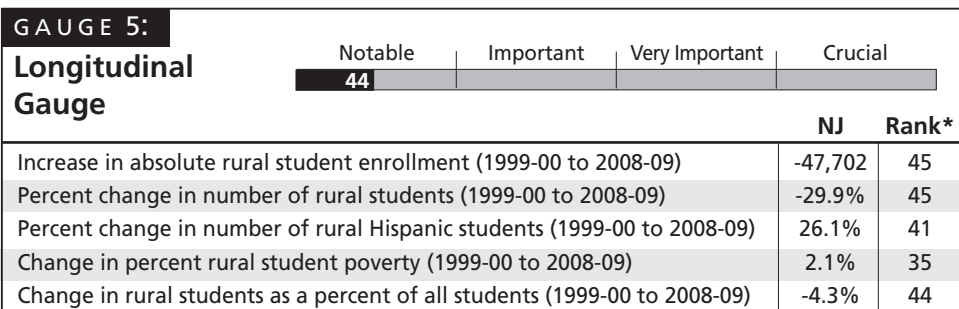 GAUGE 5:
Longitudinal
Gauge
Notable Important Very Important Crucial
44
NJ Rank*
Increase in absolute rural student enrollment (1999-00 to 2008-09) -47,702 45
Percent change in number of rural students (1999-00 to 2008-09) -29.9% 45
Percent change in number of rural Hispanic students (1999-00 to 2008-09) 26.1% 41
Change in percent rural student poverty (1999-00 to 2008-09) 2.1% 35
Change in rural students as a percent of all students (1999-00 to 2008-09) -4.3% 44